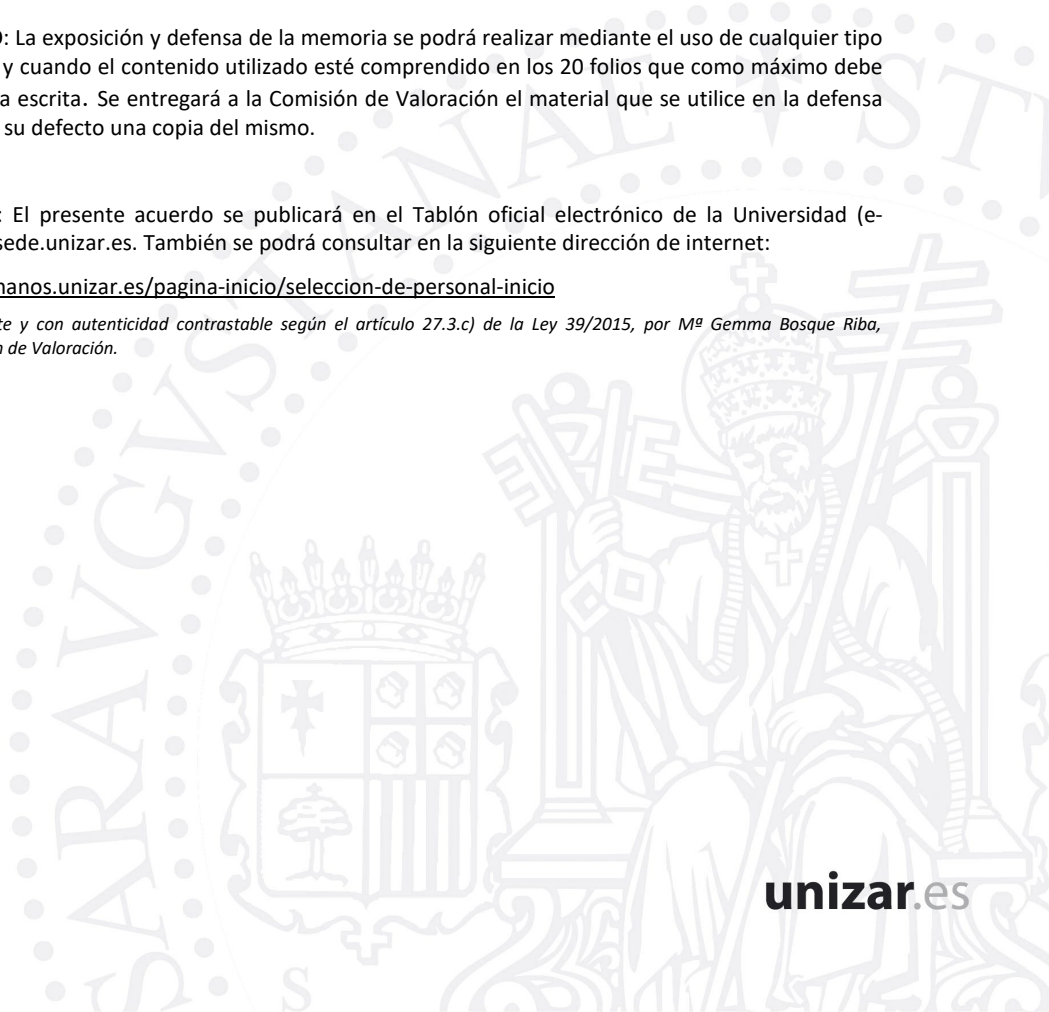 : La exposición y defensa de la memoria se podrá realizar mediante el uso de cualquier tipo
y cuando el contenido utilizado esté comprendido en los 20 folios que como máximo debe
a escrita. Se entregará a la Comisión de Valoración el material que se utilice en la defensa
su defecto una copia del mismo.
: El presente acuerdo se publicará en el Tablón oficial electrónico de la Universidad (e-
sede.unizar.es. También se podrá consultar en la siguiente dirección de internet:
nanos.unizar.es/pagina-inicio/seleccion-de-personal-inicio
te y con autenticidad contrastable según el artículo 27.3.c) de la Ley 39/2015, por Mª Gemma Bosque Riba,
n de Valoración.
SARAVGVSTANAE STV
S
unizar.es